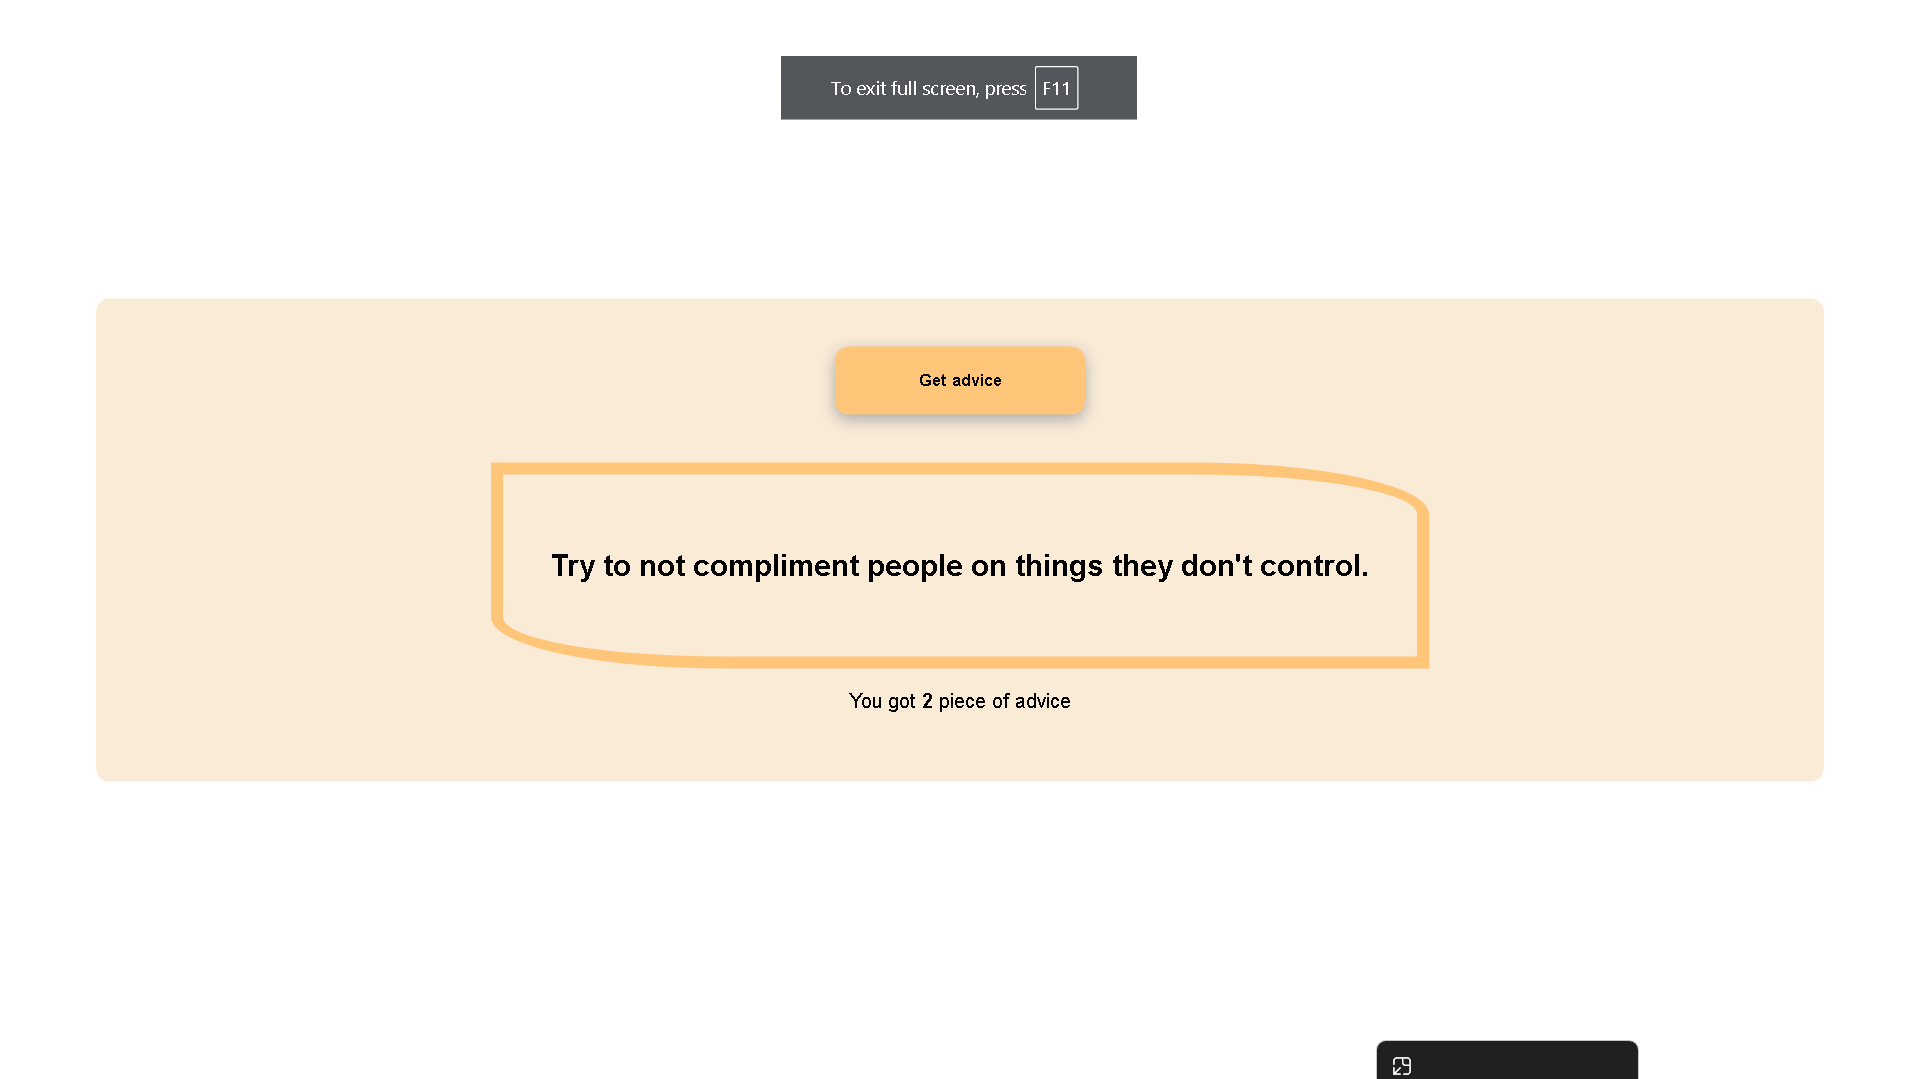 To exit full screen, press F11
Get advice
Try to not compliment people on things they don't control.
You got 2 piece of advice